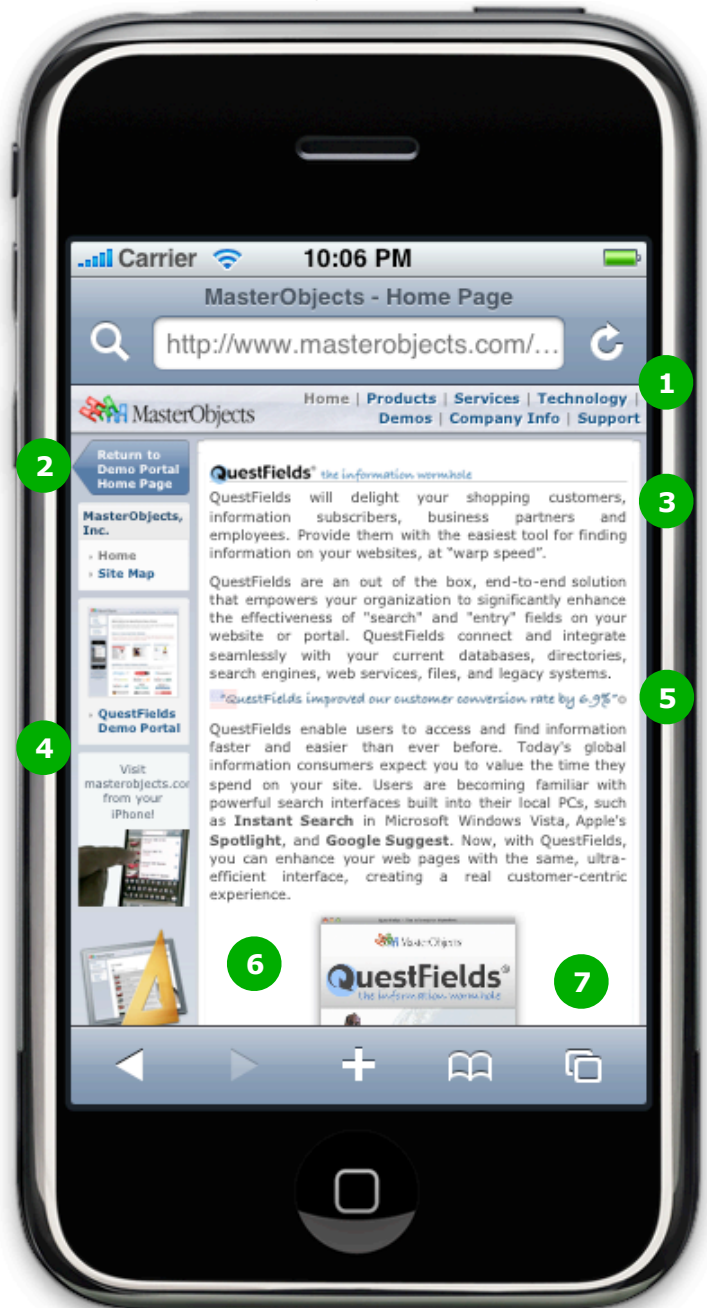 Carrier 10:06 PM
MasterObjects - Home Page
http://www.masterobjects.com/...
1
MasterObjects
Home | Products | Services | Technology |
Demos | Company Info | Support
2
Return to
Demo Portal
Home Page
MasterObjects,
Inc.
Home
Site Map
QuestFields
Demo Portal
4
Visit
masterobjects.com
from your
iPhone!
QuestFields® the information wormhole
3
QuestFields will delight your shopping customers,
information subscribers, business partners and
employees. Provide them with the easiest tool for finding
information on your websites, at "warp speed".
QuestFields are an out of the box, end-to-end solution
that empowers your organization to significantly enhance
the effectiveness of "search" and "entry" fields on your
website or portal. QuestFields connect and integrate
seamlessly with your current databases, directories,
search engines, web services, files, and legacy systems.
"QuestFields improved our customer conversion rate by 6.9%"
5
QuestFields enable users to access and find information
faster and easier than ever before. Today's global
information consumers expect you to value the time they
spend on your site. Users are becoming familiar with
powerful search interfaces built into their local PCs, such
as Instant Search in Microsoft Windows Vista, Apple's
Spotlight, and Google Suggest. Now, with QuestFields,
you can enhance your web pages with the same, ultra-
efficient interface, creating a real customer-centric
experience.
6
MasterObjects
QuestFields®
the information wormhole
7